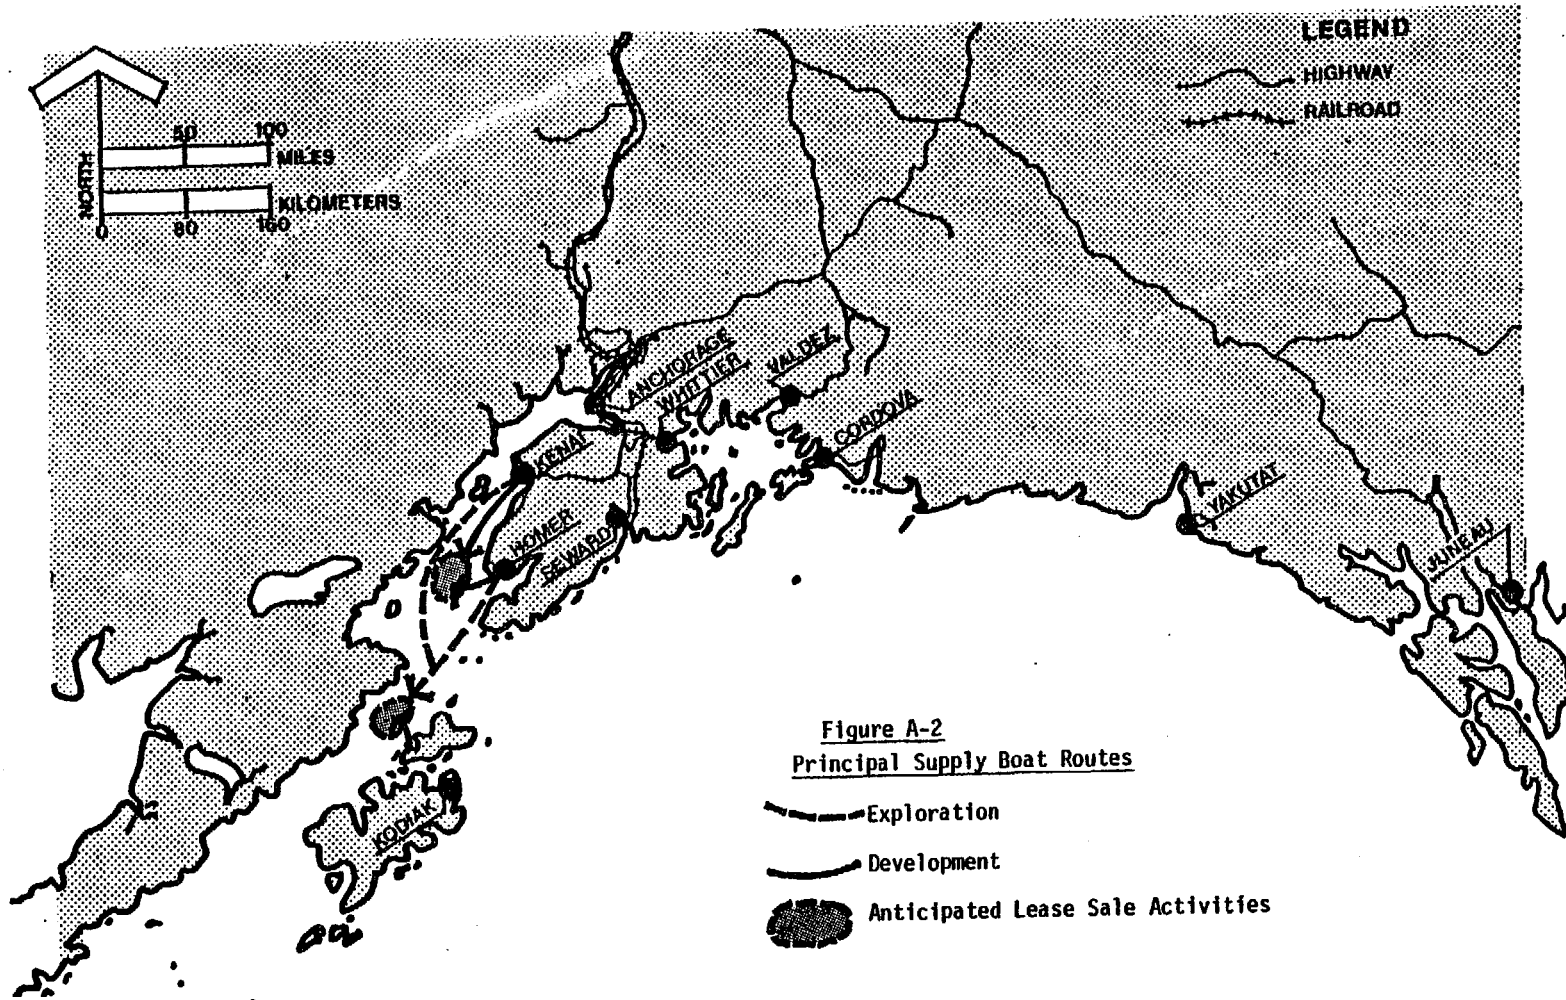 LEGEND
HIGHWAY
RAILROAD
50 100
MILES
NORTH
KILOMETERS
0 80 160
ANCHORAGE
WHITTIER
VALDEZ
CORDOVA
KENAI
HOMER
SEWARD
YAKUTAT
JUNEAU
KODIAK
Figure A-2
Principal Supply Boat Routes
Exploration
Development
Anticipated Lease Sale Activities